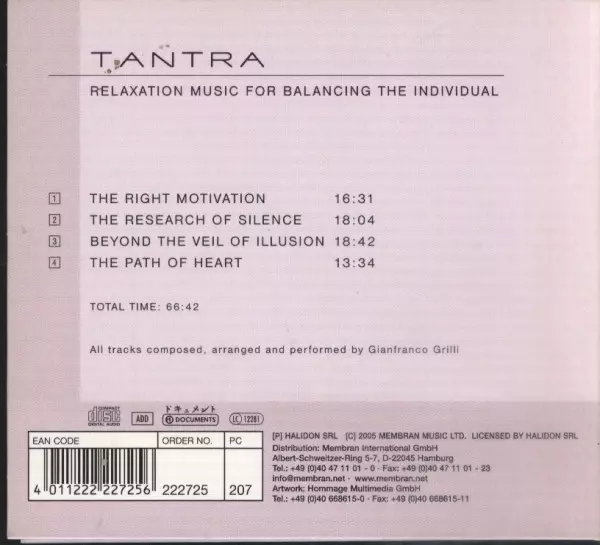 TANTRA
RELAXATION MUSIC FOR BALANCING THE INDIVIDUAL
1 THE RIGHT MOTIVATION 16:31
2 THE RESEARCH OF SILENCE 18:04
3 BEYOND THE VEIL OF ILLUSION 18:42
4 THE PATH OF HEART 13:34
TOTAL TIME: 66:42
All tracks composed, arranged and performed by Gianfranco Grilli
COMPACT disc DIGITAL AUDIO
ADD
ドキュメント
DOCUMENTS
LC 12281
EAN CODE ORDER NO. PC
4 011222 227256 222725 207
[P] HALIDON SRL [C] 2005 MEMBRAN MUSIC LTD. LICENSED BY HALIDON SRL
Distribution: Membran International GmbH
Albert-Schweitzer-Ring 5-7, D-22045 Hamburg
Tel.: +49 (0)40 47 11 01 - 0 · Fax: +49 (0)40 47 11 01 - 23
info@membran.net · www.membran.net
Artwork: Hommage Multimedia GmbH
Tel.: +49 (0)40 668615-0 · Fax: +49 (0)40 668615-11